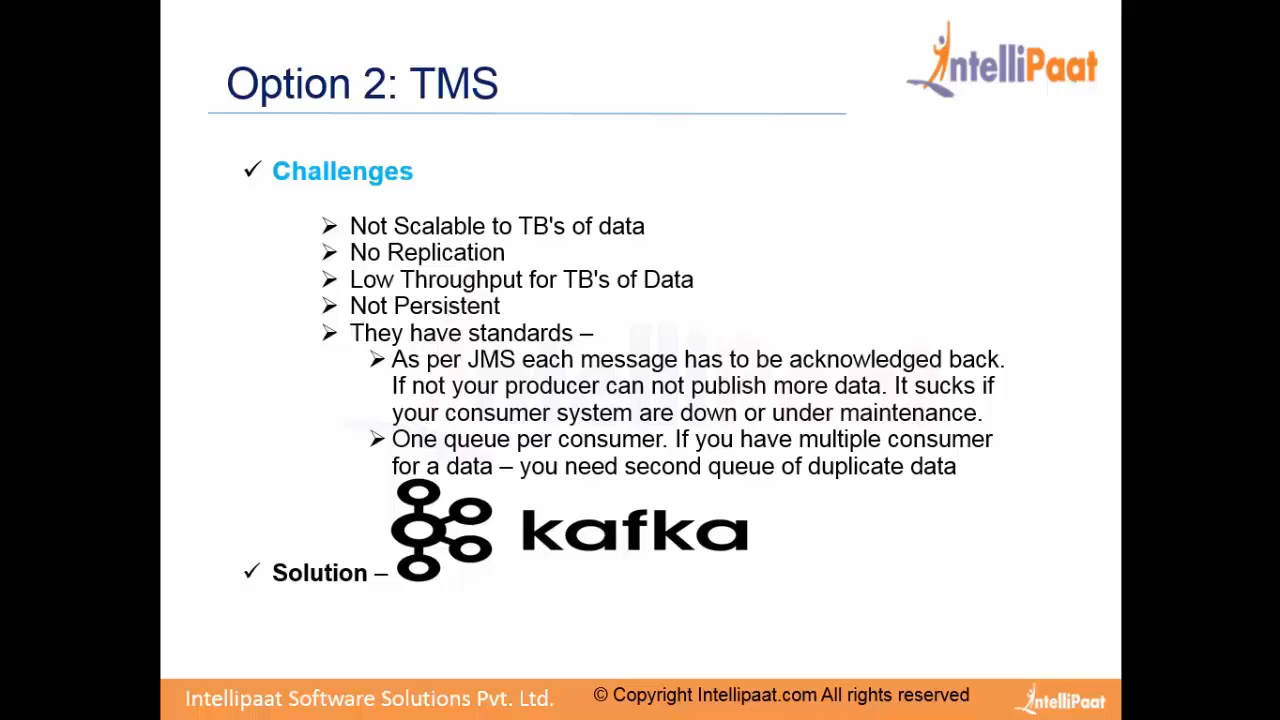 IntelliPaat
Option 2: TMS
✓ Challenges
➢ Not Scalable to TB's of data
➢ No Replication
➢ Low Throughput for TB's of Data
➢ Not Persistent
➢ They have standards –
➢ As per JMS each message has to be acknowledged back.
If not your producer can not publish more data. It sucks if
your consumer system are down or under maintenance.
➢ One queue per consumer. If you have multiple consumer
for a data – you need second queue of duplicate data
kafka
✓ Solution –
Intellipaat Software Solutions Pvt. Ltd.
© Copyright Intellipaat.com All rights reserved
IntelliPaat